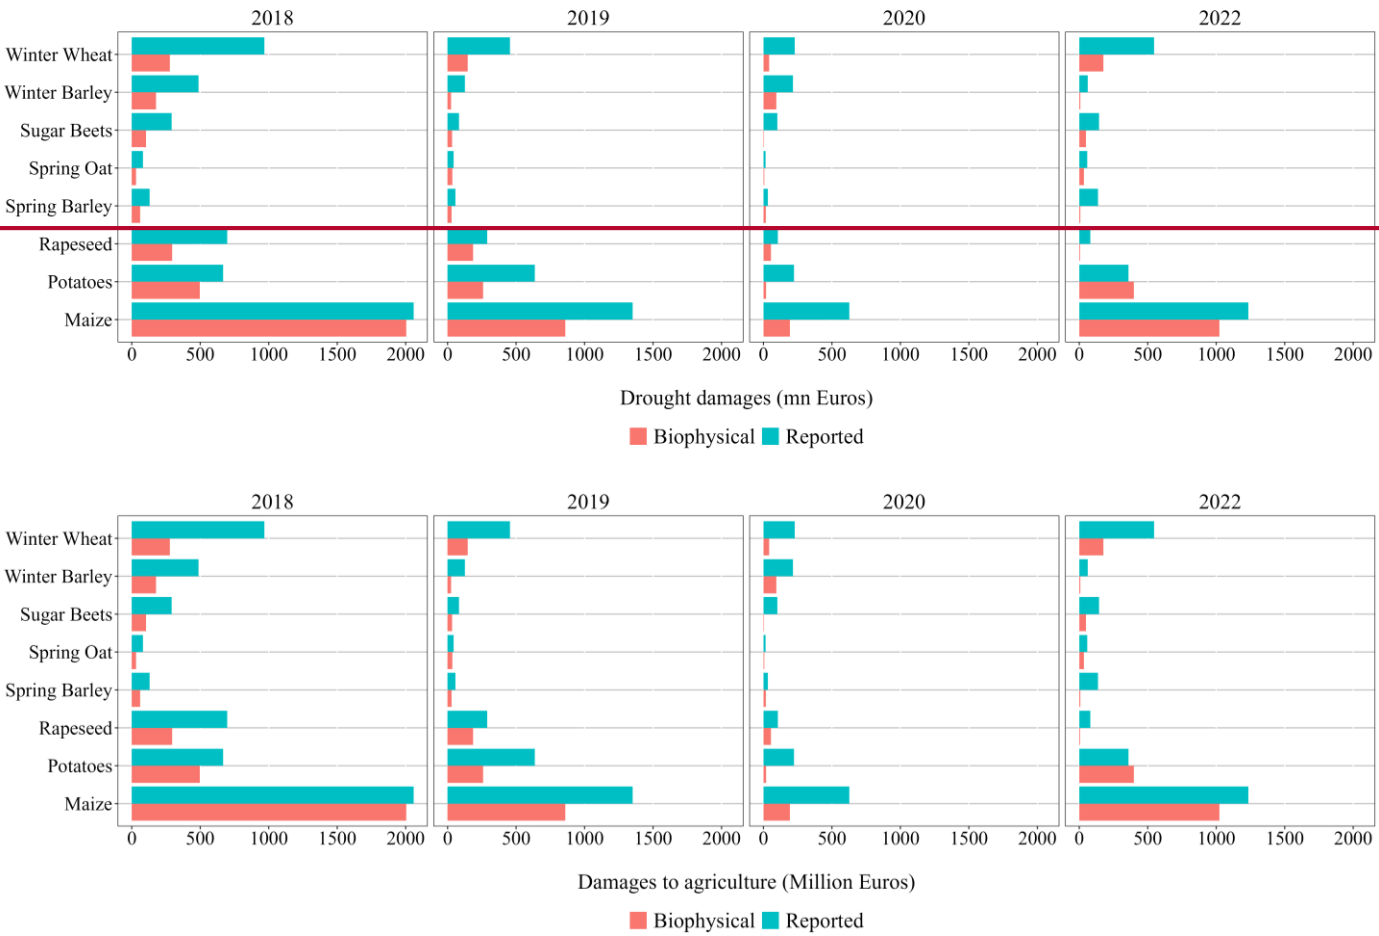 2018 2019 2020 2022
Winter Wheat
Winter Barley
Sugar Beets
Spring Oat
Spring Barley
Rapeseed
Potatoes
Maize
0 500 1000 1500 2000 0 500 1000 1500 2000 0 500 1000 1500 2000 0 500 1000 1500 2000
Drought damages (mn Euros)
Biophysical Reported
2018 2019 2020 2022
Winter Wheat
Winter Barley
Sugar Beets
Spring Oat
Spring Barley
Rapeseed
Potatoes
Maize
0 500 1000 1500 2000 0 500 1000 1500 2000 0 500 1000 1500 2000 0 500 1000 1500 2000
Damages to agriculture (Million Euros)
Biophysical Reported